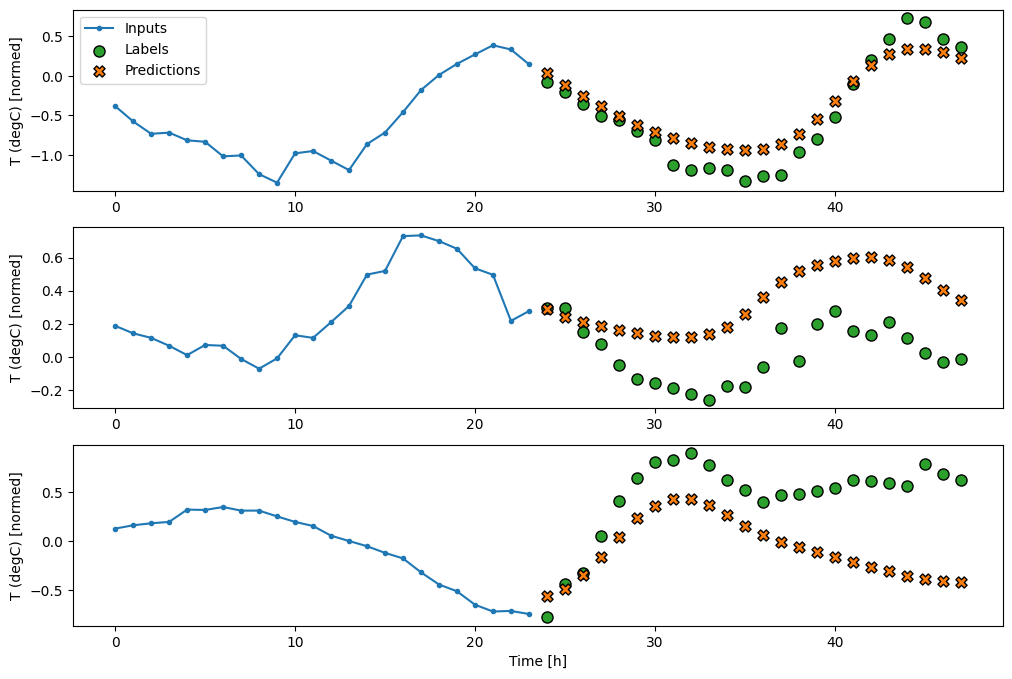 Inputs
Labels
Predictions
T (degC) [normed]
0.5
0.0
−0.5
−1.0
0 10 20 30 40
T (degC) [normed]
0.6
0.4
0.2
0.0
−0.2
0 10 20 30 40
T (degC) [normed]
0.5
0.0
−0.5
0 10 20 30 40
Time [h]